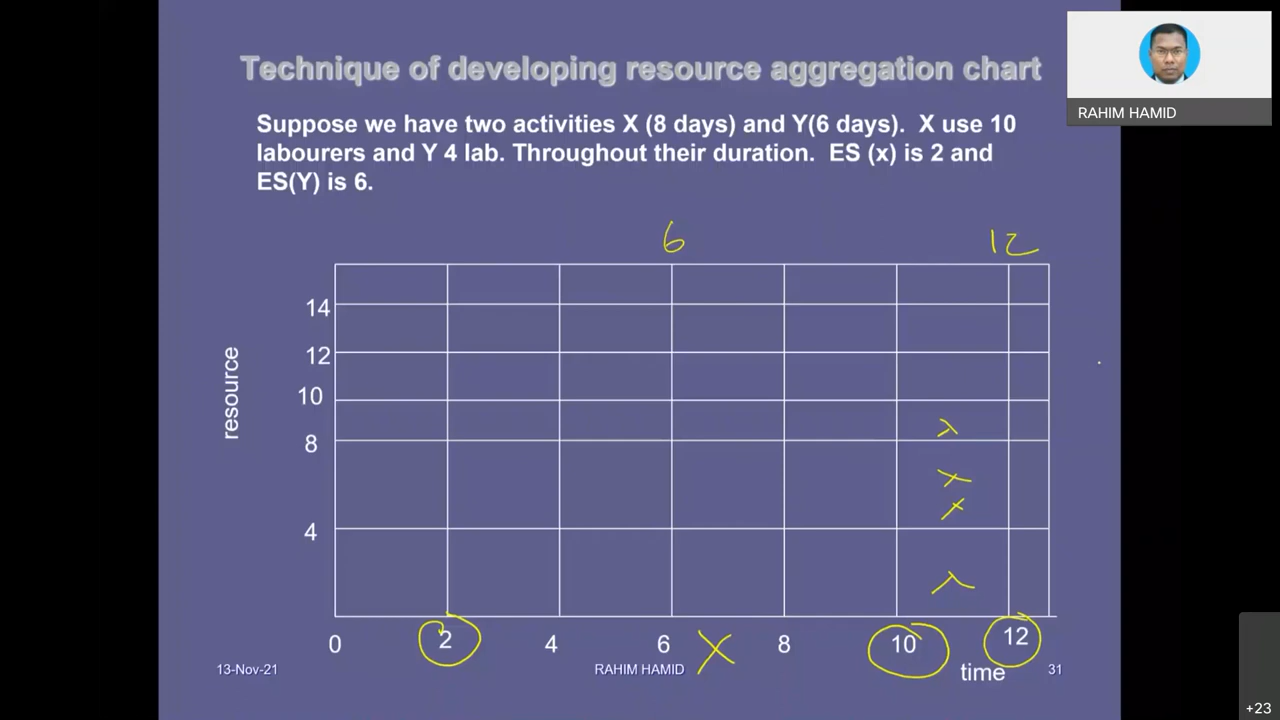 Technique of developing resource aggregation chart
RAHIM HAMID
Suppose we have two activities X (8 days) and Y(6 days). X use 10
labourers and Y 4 lab. Throughout their duration. ES (x) is 2 and
ES(Y) is 6.
6 12
14
12
10
8
4
resource
0 2 4 6 X 8 10 12
time
13-Nov-21 RAHIM HAMID 31
+23